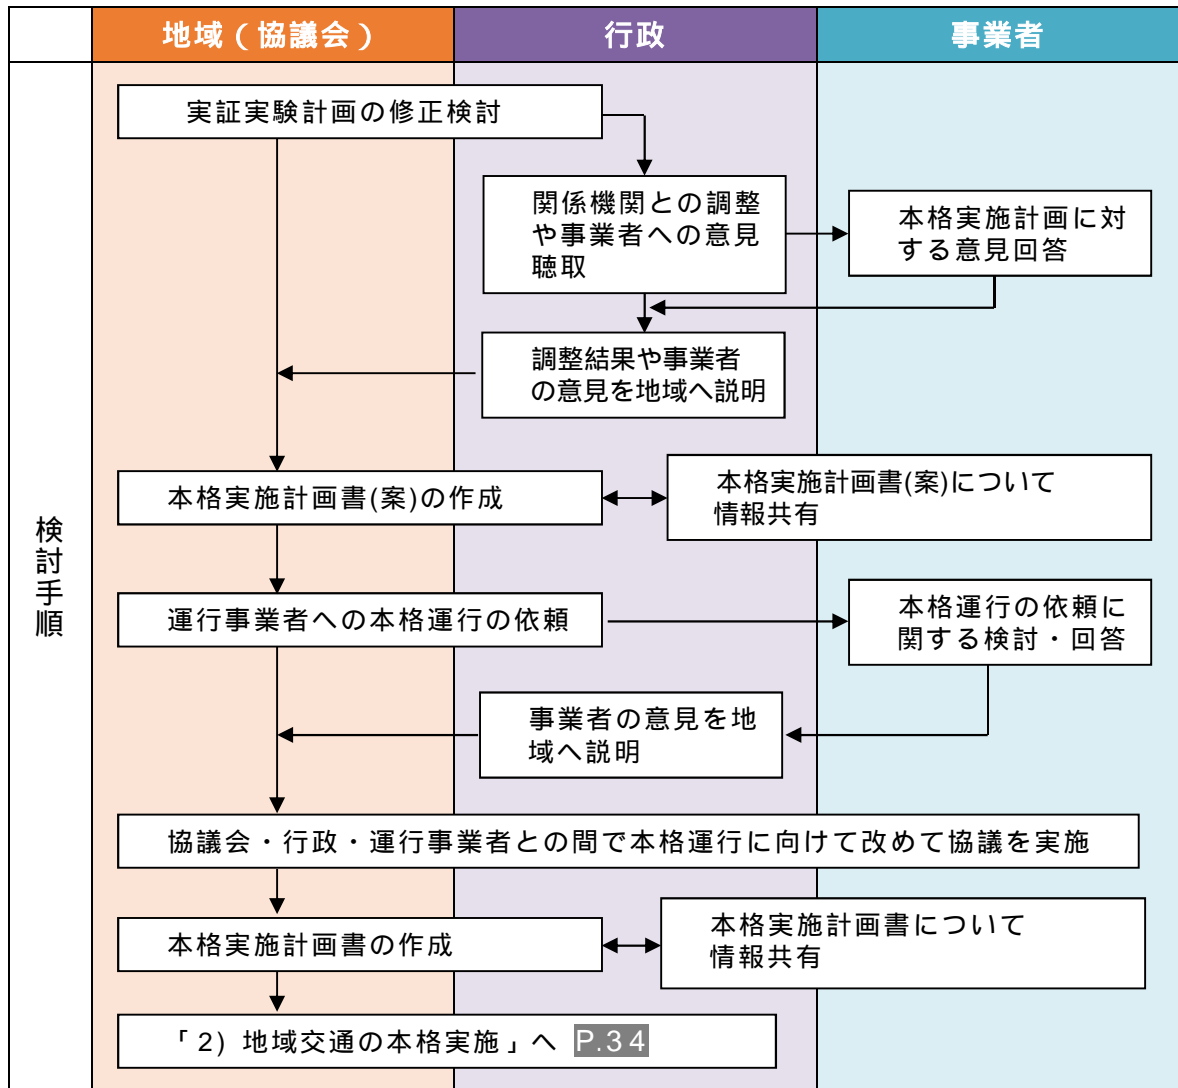 地域（協議会）
行政
事業者
検討手順
実証実験計画の修正検討
関係機関との調整
や事業者への意見
聴取
本格実施計画に対
する意見回答
調整結果や事業者
の意見を地域へ説明
本格実施計画書(案)の作成
本格実施計画書(案)について
情報共有
運行事業者への本格運行の依頼
本格運行の依頼に
関する検討・回答
事業者の意見を地
域へ説明
協議会・行政・運行事業者との間で本格運行に向けて改めて協議を実施
本格実施計画書の作成
本格実施計画書について
情報共有
「2) 地域交通の本格実施」へ P.34